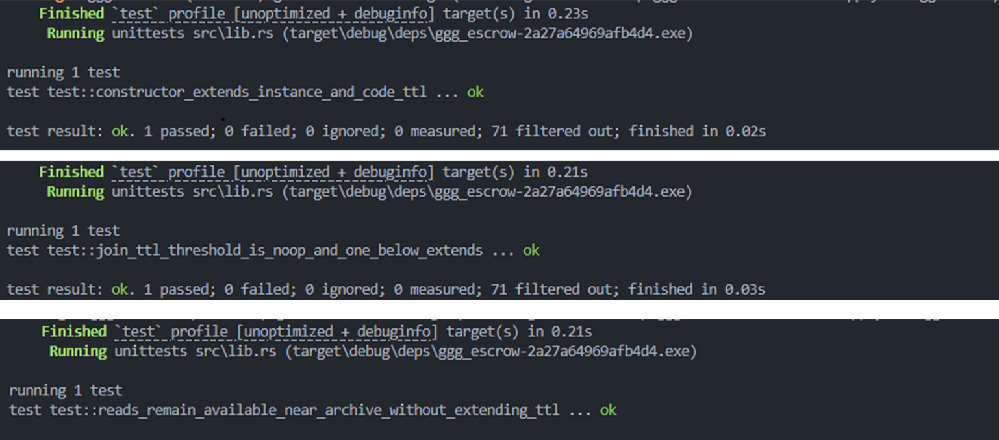 Finished `test` profile [unoptimized + debuginfo] target(s) in 0.23s
Running unittests src\lib.rs (target\debug\deps\ggg_escrow-2a27a64969afb4d4.exe)
running 1 test
test test::constructor_extends_instance_and_code_ttl ... ok
test result: ok. 1 passed; 0 failed; 0 ignored; 0 measured; 71 filtered out; finished in 0.02s
Finished `test` profile [unoptimized + debuginfo] target(s) in 0.21s
Running unittests src\lib.rs (target\debug\deps\ggg_escrow-2a27a64969afb4d4.exe)
running 1 test
test test::join_ttl_threshold_is_noop_and_one_below_extends ... ok
test result: ok. 1 passed; 0 failed; 0 ignored; 0 measured; 71 filtered out; finished in 0.03s
Finished `test` profile [unoptimized + debuginfo] target(s) in 0.21s
Running unittests src\lib.rs (target\debug\deps\ggg_escrow-2a27a64969afb4d4.exe)
running 1 test
test test::reads_remain_available_near_archive_without_extending_ttl ... ok